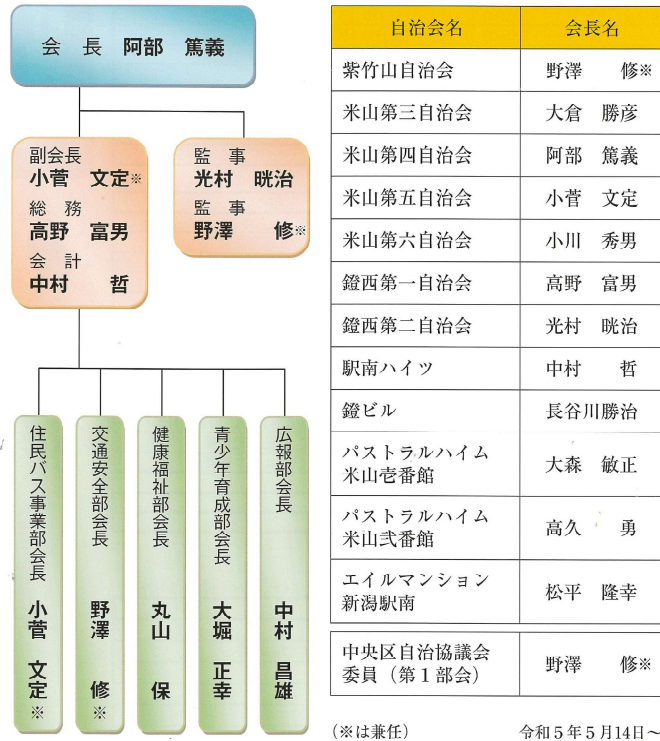 会　長　阿部　篤義
副会長
小菅　文定※
総　務
高野　富男
会　計
中村　　哲
監　事
光村　晄治
監　事
野澤　　修※
住民バス事業部会長　小菅　文定※
交通安全部会長　野澤　修※
健康福祉部会長　丸山　保
青少年育成部会長　大堀　正幸
広報部会長　中村　昌雄
自治会名　会長名
紫竹山自治会　野澤　　修※
米山第三自治会　大倉　勝彦
米山第四自治会　阿部　篤義
米山第五自治会　小菅　文定
米山第六自治会　小川　秀男
鐙西第一自治会　高野　富男
鐙西第二自治会　光村　晄治
駅南ハイツ　中村　　哲
鐙ビル　長谷川勝治
パストラルハイム
米山壱番館　大森　敏正
パストラルハイム
米山弐番館　高久　　勇
エイルマンション
新潟駅南　松平　隆幸
中央区自治協議会
委員（第１部会）　野澤　　修※
（※は兼任）　令和５年５月14日～